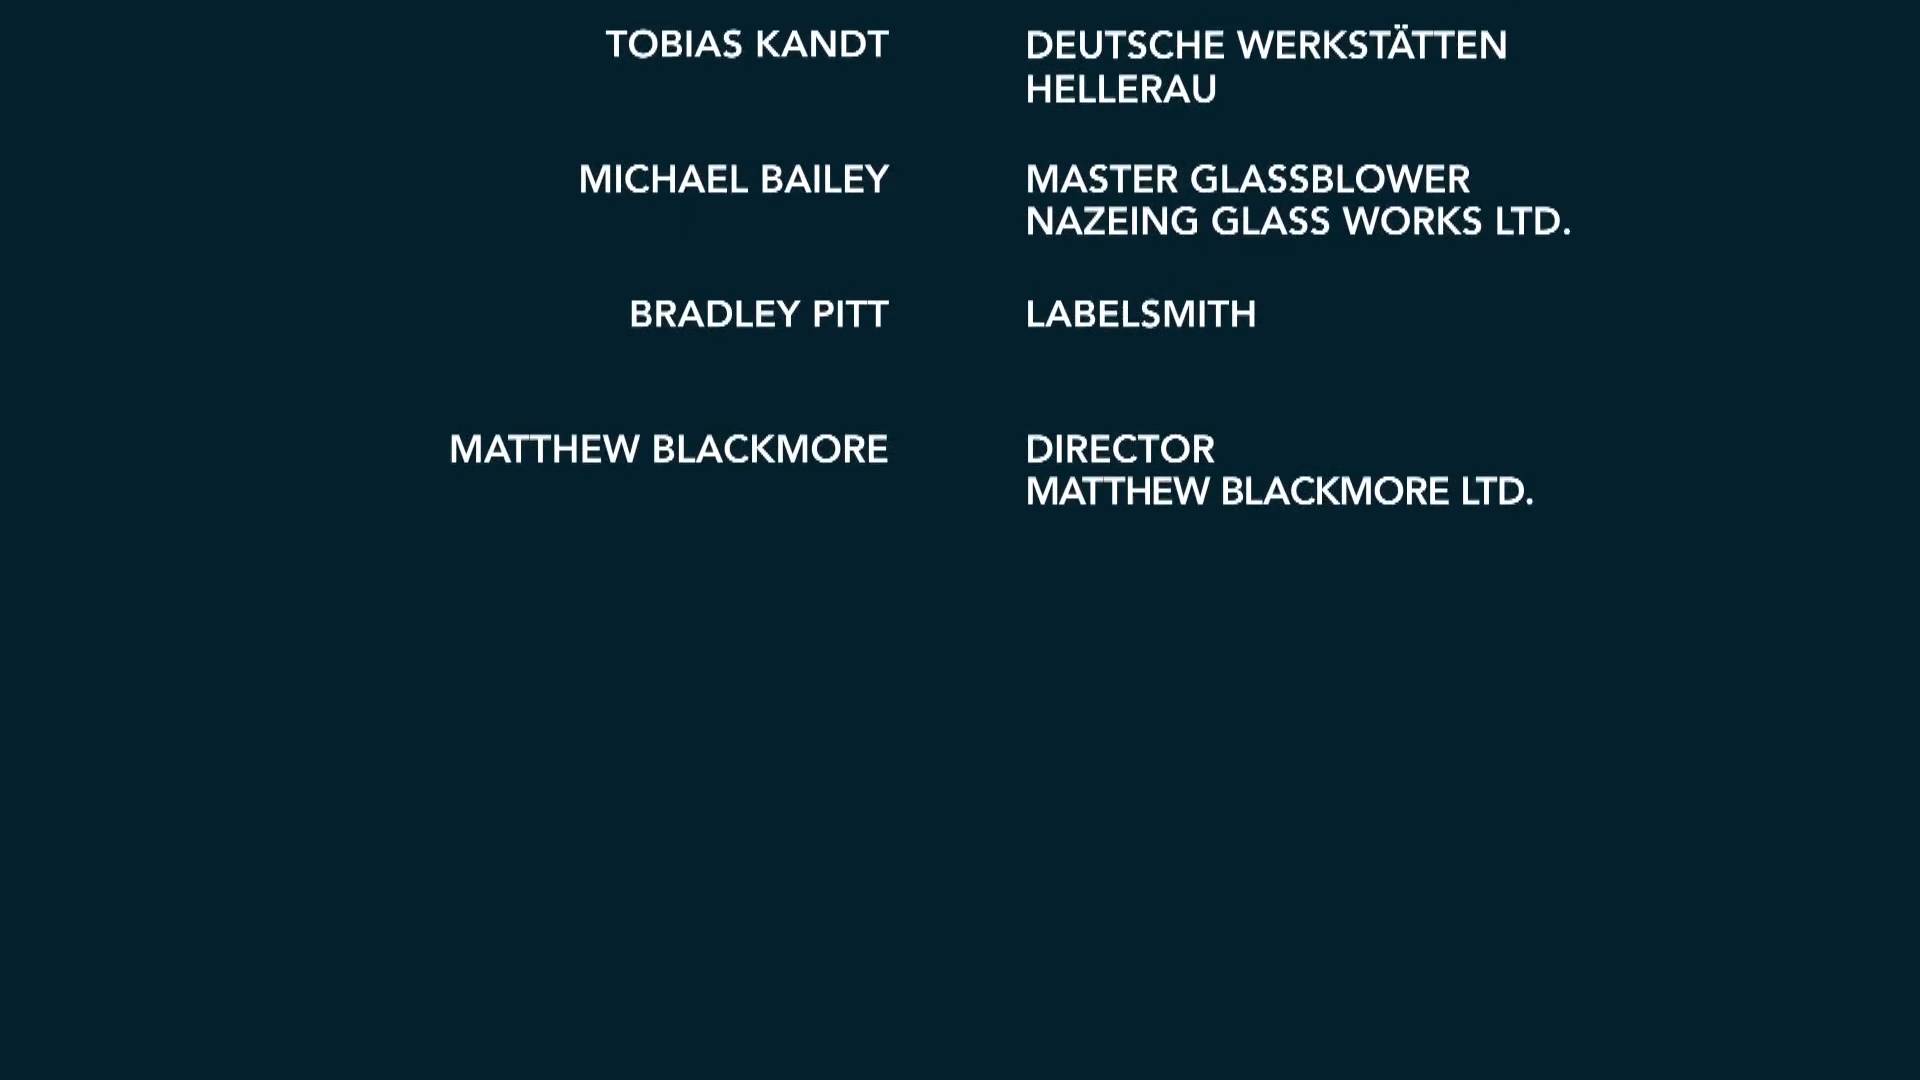 TOBIAS KANDT DEUTSCHE WERKSTÄTTEN
HELLERAU
MICHAEL BAILEY MASTER GLASSBLOWER
NAZEING GLASS WORKS LTD.
BRADLEY PITT LABELSMITH
MATTHEW BLACKMORE DIRECTOR
MATTHEW BLACKMORE LTD.